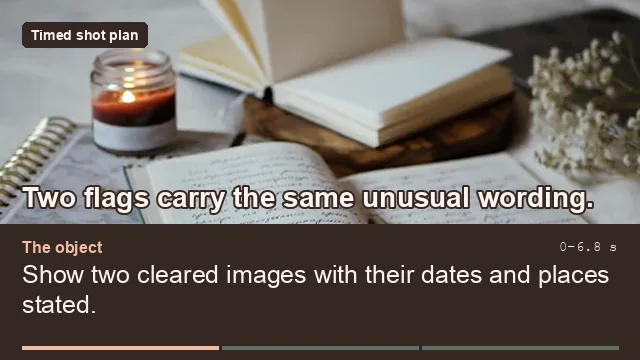 Timed shot plan
Two flags carry the same unusual wording.
The object
0–6.8 s
Show two cleared images with their dates and places
stated.